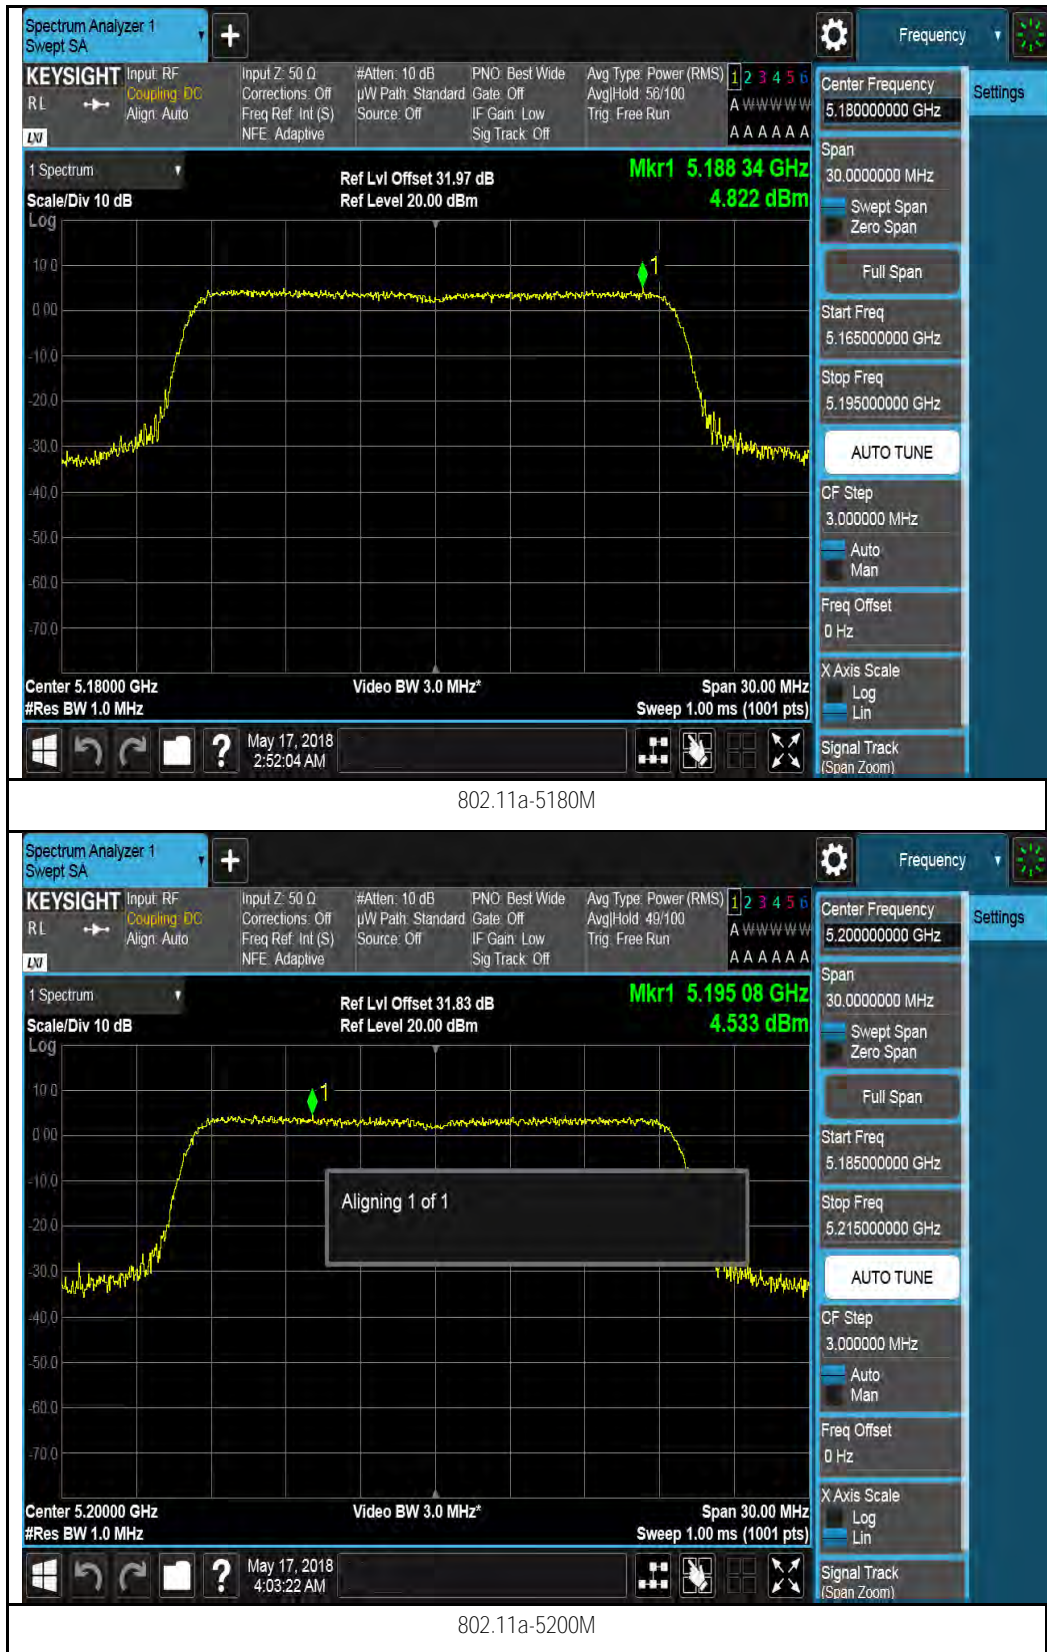 Spectrum Analyzer 1
Swept SA
Frequency
KEYSIGHT
RL
LXI
Input: RF
Coupling: DC
Align: Auto
Input Z: 50 Ω
Corrections: Off
Freq Ref: Int (S)
NFE: Adaptive
#Atten: 10 dB
µW Path: Standard
Source: Off
PNO: Best Wide
Gate: Off
IF Gain: Low
Sig Track: Off
Avg Type: Power (RMS)
Avg|Hold: 56/100
Trig: Free Run
1 2 3 4 5 6
A W W W W W
A A A A A A
Center Frequency
5.180000000 GHz
Settings
Span
30.0000000 MHz
Swept Span
Zero Span
Full Span
Start Freq
5.165000000 GHz
Stop Freq
5.195000000 GHz
AUTO TUNE
CF Step
3.000000 MHz
Auto
Man
Freq Offset
0 Hz
X Axis Scale
Log
Lin
Signal Track
(Span Zoom)
1 Spectrum
Scale/Div 10 dB
Ref Lvl Offset 31.97 dB
Ref Level 20.00 dBm
Mkr1 5.188 34 GHz
4.822 dBm
Log
1
10.0
0.00
-10.0
-20.0
-30.0
-40.0
-50.0
-60.0
-70.0
Center 5.18000 GHz
#Res BW 1.0 MHz
Video BW 3.0 MHz*
Span 30.00 MHz
Sweep 1.00 ms (1001 pts)
?
May 17, 2018
2:52:04 AM
802.11a-5180M
Spectrum Analyzer 1
Swept SA
Frequency
KEYSIGHT
RL
LXI
Input: RF
Coupling: DC
Align: Auto
Input Z: 50 Ω
Corrections: Off
Freq Ref: Int (S)
NFE: Adaptive
#Atten: 10 dB
µW Path: Standard
Source: Off
PNO: Best Wide
Gate: Off
IF Gain: Low
Sig Track: Off
Avg Type: Power (RMS)
Avg|Hold: 49/100
Trig: Free Run
1 2 3 4 5 6
A W W W W W
A A A A A A
Center Frequency
5.200000000 GHz
Settings
Span
30.0000000 MHz
Swept Span
Zero Span
Full Span
Start Freq
5.185000000 GHz
Stop Freq
5.215000000 GHz
AUTO TUNE
CF Step
3.000000 MHz
Auto
Man
Freq Offset
0 Hz
X Axis Scale
Log
Lin
Signal Track
(Span Zoom)
1 Spectrum
Scale/Div 10 dB
Ref Lvl Offset 31.83 dB
Ref Level 20.00 dBm
Mkr1 5.195 08 GHz
4.533 dBm
Log
1
10.0
0.00
-10.0
-20.0
-30.0
-40.0
-50.0
-60.0
-70.0
Aligning 1 of 1
Center 5.20000 GHz
#Res BW 1.0 MHz
Video BW 3.0 MHz*
Span 30.00 MHz
Sweep 1.00 ms (1001 pts)
?
May 17, 2018
4:03:22 AM
802.11a-5200M